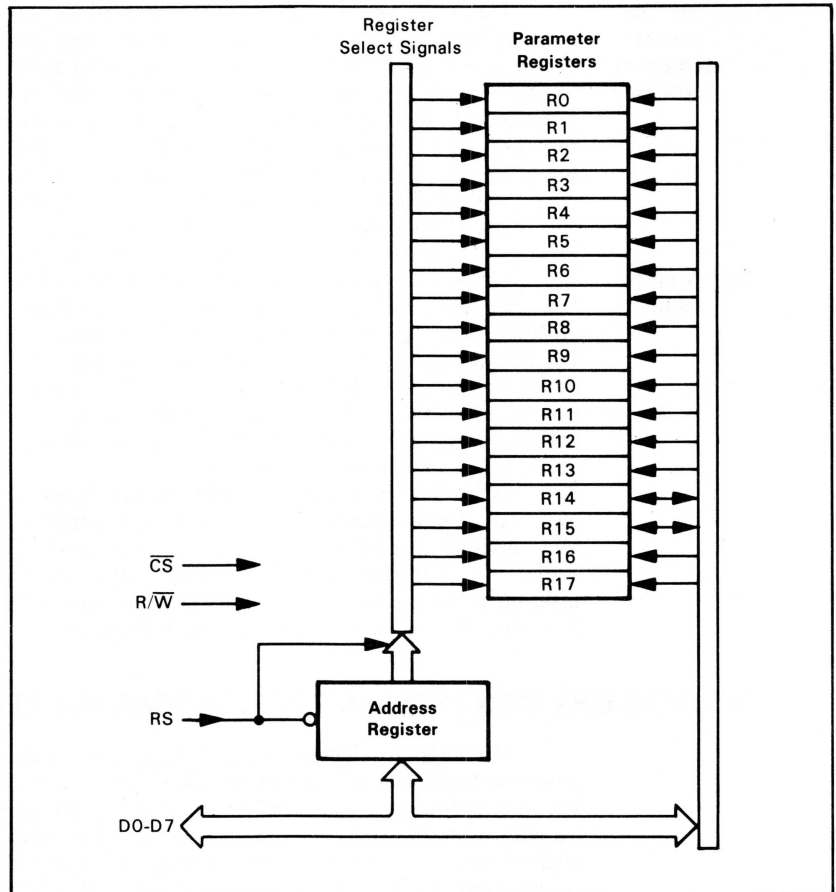 Register
Select Signals
Parameter
Registers
R0
R1
R2
R3
R4
R5
R6
R7
R8
R9
R10
R11
R12
R13
R14
R15
R16
R17
C̅S̅
R/W̅
RS
Address
Register
D0-D7